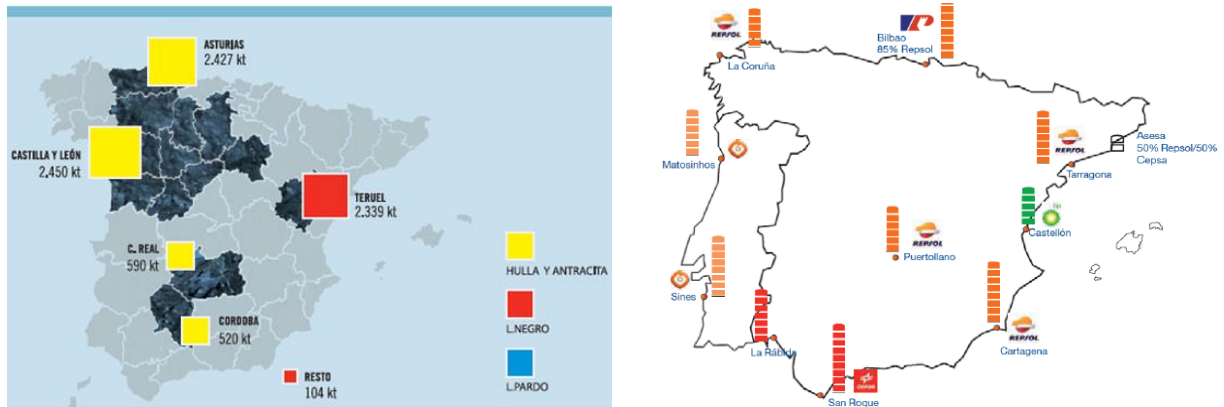 ASTURIAS
2.427 kt
CASTILLA Y LEÓN
2.450 kt
TERUEL
2.339 kt
C. REAL
590 kt
CORDOBA
520 kt
RESTO
104 kt
HULLA Y ANTRACITA
L.NEGRO
L.PARDO
REPSOL
La Coruña
Bilbao
85% Repsol
Matosinhos
REPSOL
Tarragona
Asesa
50% Repsol/50%
Cepsa
bp
Castellón
REPSOL
Puertollano
Sines
La Rábida
REPSOL
Cartagena
CEPSA
San Roque